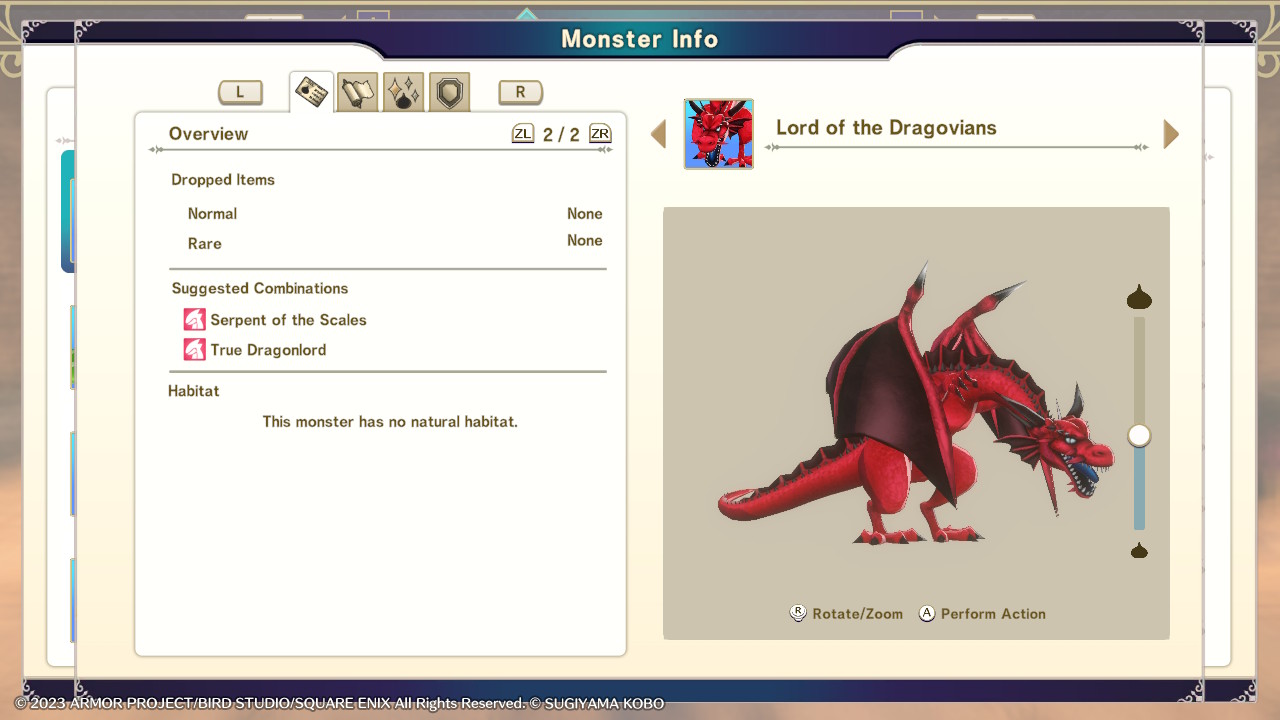 Monster Info
L
R
Overview
ZL 2 / 2 ZR
Dropped Items
Normal None
Rare None
Suggested Combinations
Serpent of the Scales
True Dragonlord
Habitat
This monster has no natural habitat.
Lord of the Dragovians
R Rotate/Zoom A Perform Action
© 2023 ARMOR PROJECT/BIRD STUDIO/SQUARE ENIX All Rights Reserved. © SUGIYAMA KOBO